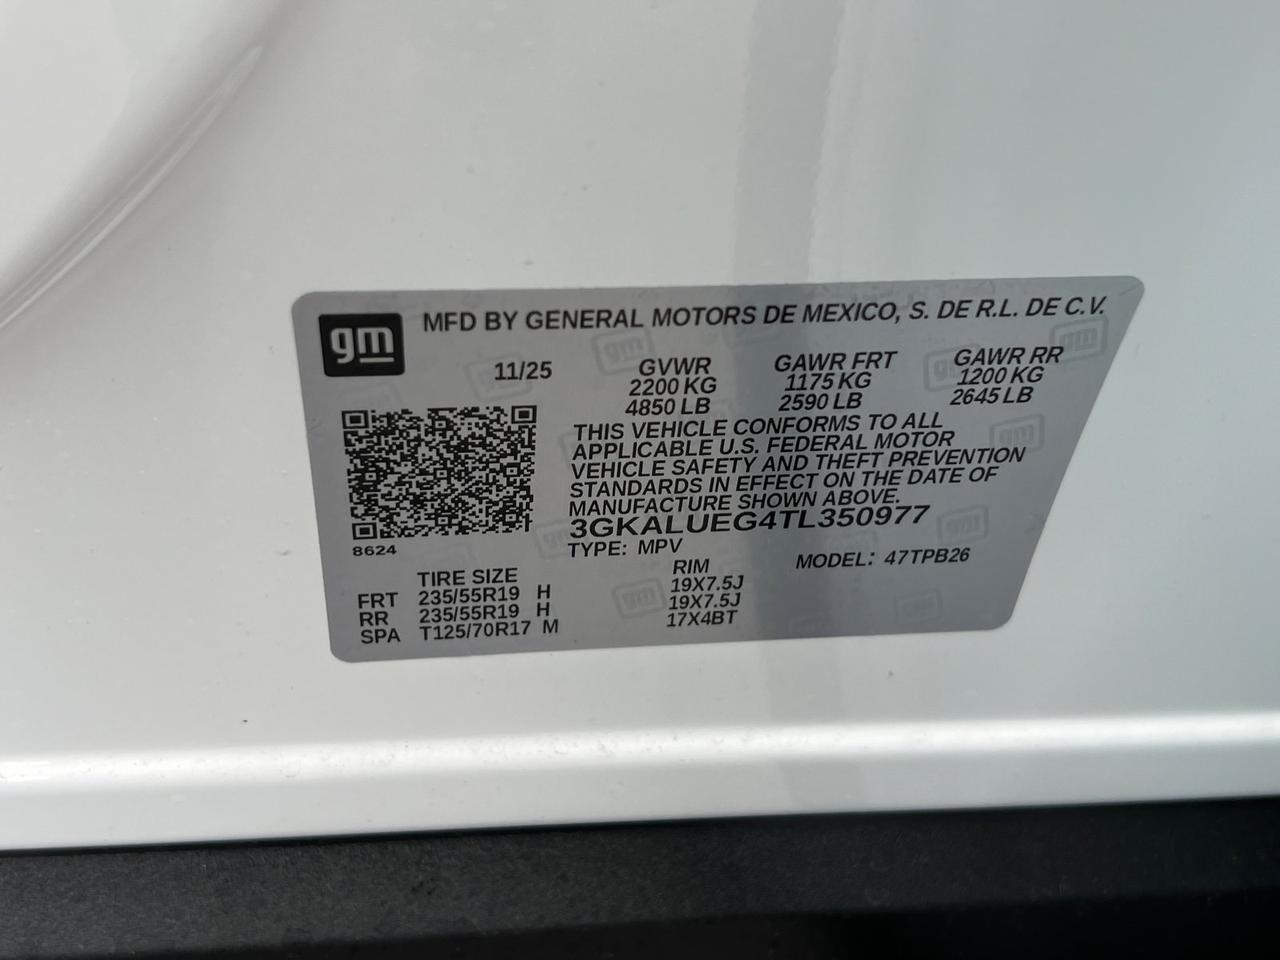 gm
MFD BY GENERAL MOTORS DE MEXICO, S. DE R.L. DE C.V.
11/25 GVWR GAWR FRT GAWR RR
2200 KG 1175 KG 1200 KG
4850 LB 2590 LB 2645 LB
THIS VEHICLE CONFORMS TO ALL
APPLICABLE U.S. FEDERAL MOTOR
VEHICLE SAFETY AND THEFT PREVENTION
STANDARDS IN EFFECT ON THE DATE OF
MANUFACTURE SHOWN ABOVE.
3GKALUEG4TL350977
8624
TYPE: MPV MODEL: 47TPB26
TIRE SIZE RIM
FRT 235/55R19 H 19X7.5J
RR 235/55R19 H 19X7.5J
SPA T125/70R17 M 17X4BT